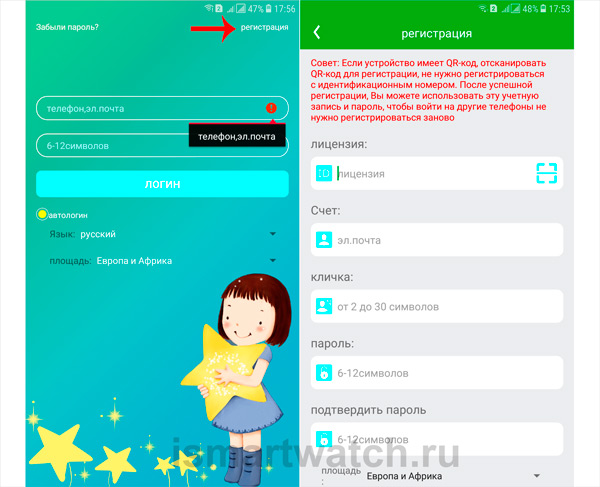 47% 17:56
Забыли пароль?
регистрация
телефон,эл.почта
!
телефон,эл.почта
6-12символов
ЛОГИН
автологин
Язык: русский
площадь: Европа и Африка
48% 17:53
регистрация
Совет: Если устройство имеет QR-код, отсканировать
QR-код для регистрации, не нужно регистрироваться
с идентификационным номером. После успешной
регистрации, Вы можете использовать эту учетную
запись и пароль, чтобы войти на другие телефоны не
нужно регистрироваться заново
лицензия:
ID
лицензия
Счет:
эл.почта
кличка:
от 2 до 30 символов
пароль:
6-12символов
подтвердить пароль
6-12символов
площадь
Европа и Африка
ismartwatch.ru